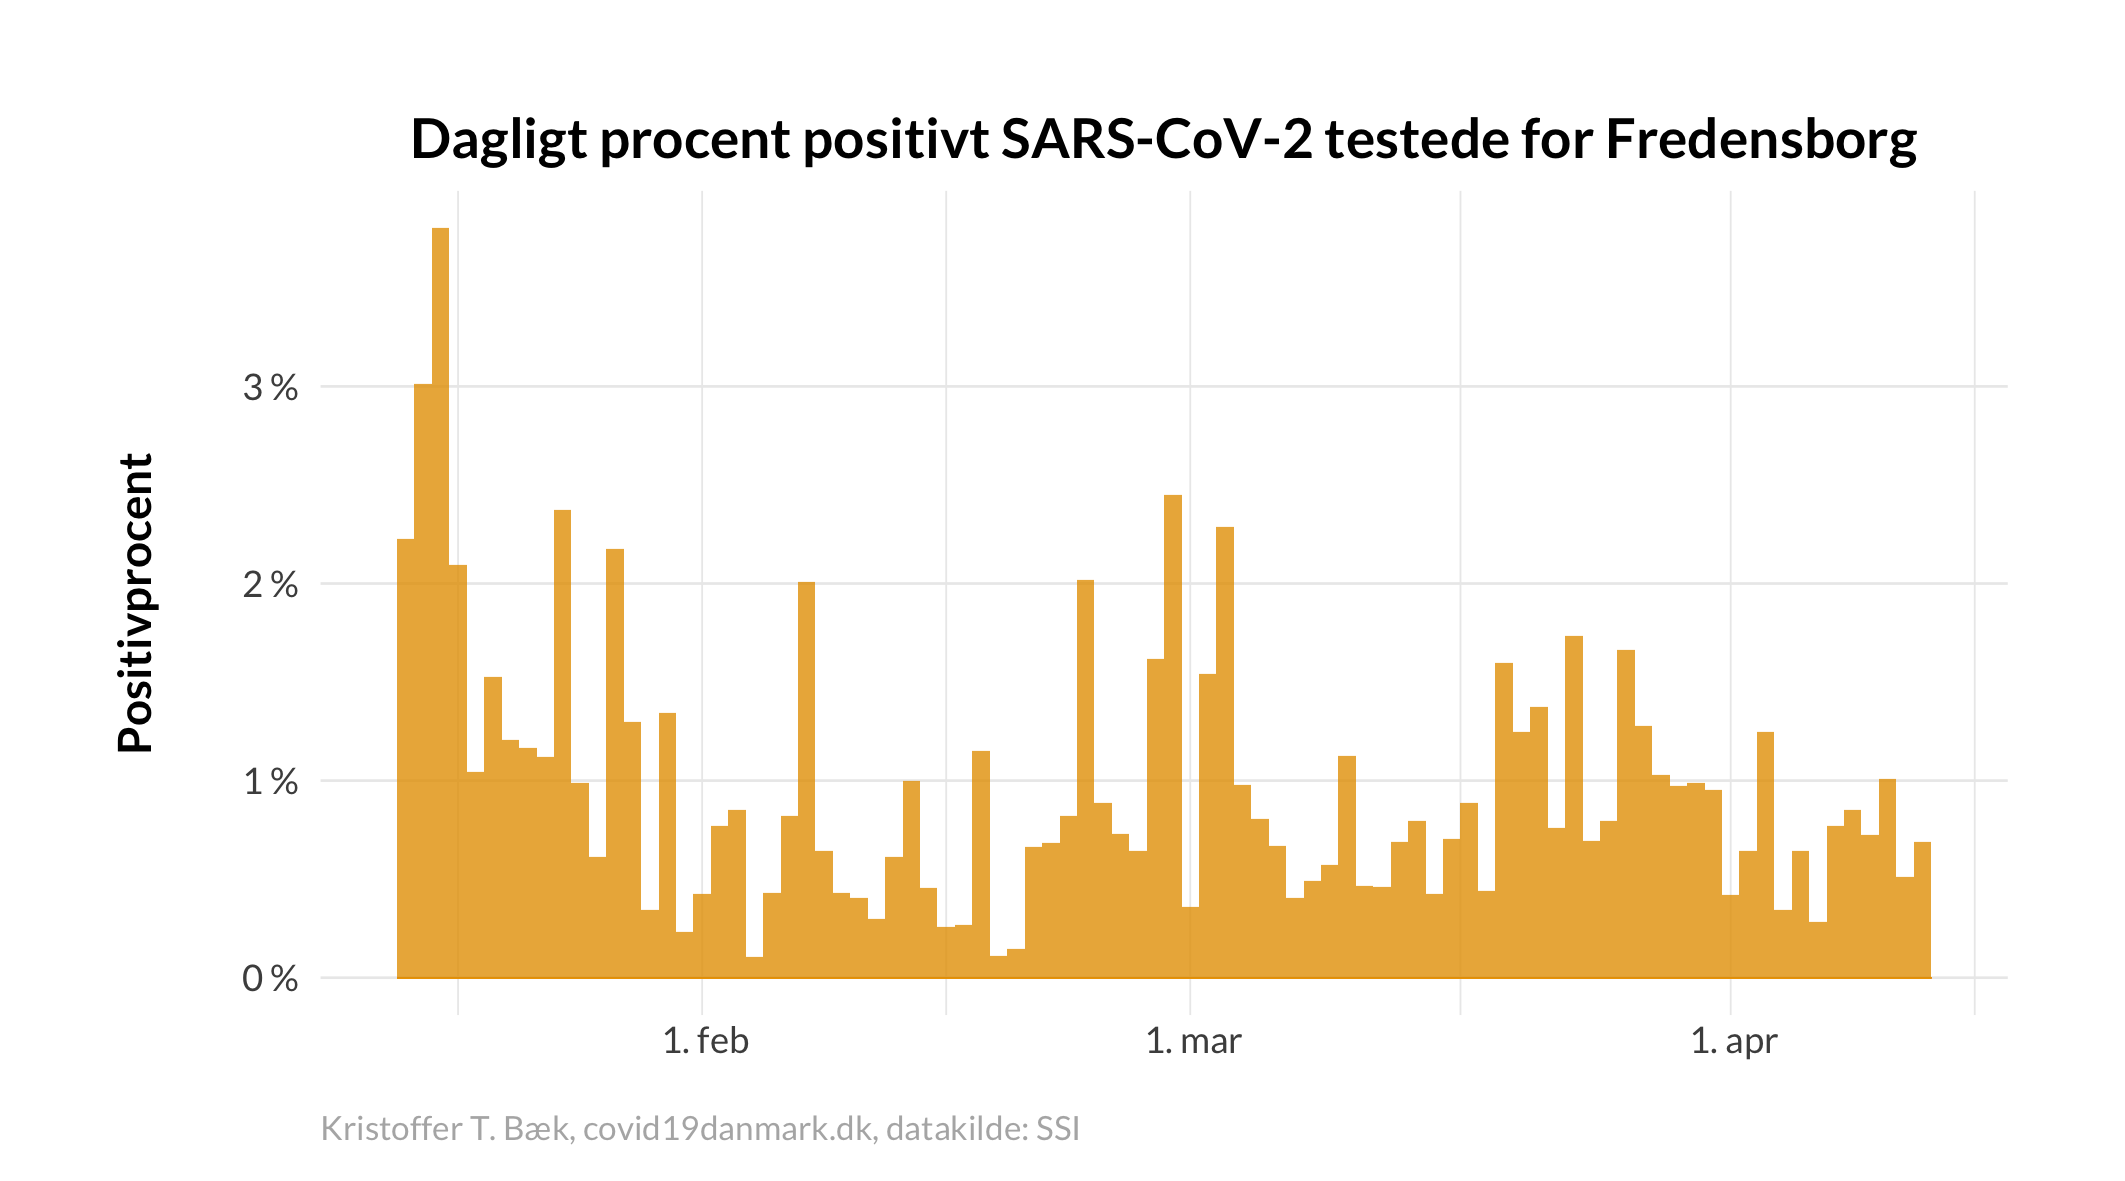 Dagligt procent positivt SARS-CoV-2 testede for Fredensborg
Positivprocent
3 %
2 %
1 %
0 %
1. feb
1. mar
1. apr
Kristoffer T. Bæk, covid19danmark.dk, datakilde: SSI